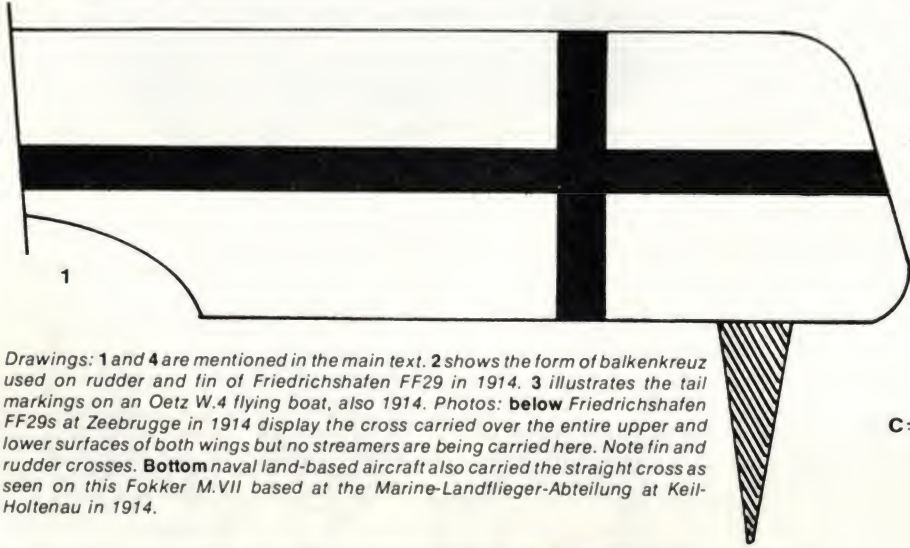 1
Drawings: 1 and 4 are mentioned in the main text. 2 shows the form of balkenkreuz
used on rudder and fin of Friedrichshafen FF29 in 1914. 3 illustrates the tail
markings on an Oetz W.4 flying boat, also 1914. Photos: below Friedrichshafen
FF29s at Zeebrugge in 1914 display the cross carried over the entire upper and
lower surfaces of both wings but no streamers are being carried here. Note fin and
rudder crosses. Bottom naval land-based aircraft also carried the straight cross as
seen on this Fokker M.VII based at the Marine-Landflieger-Abteilung at Keil-
Holtenau in 1914.
C